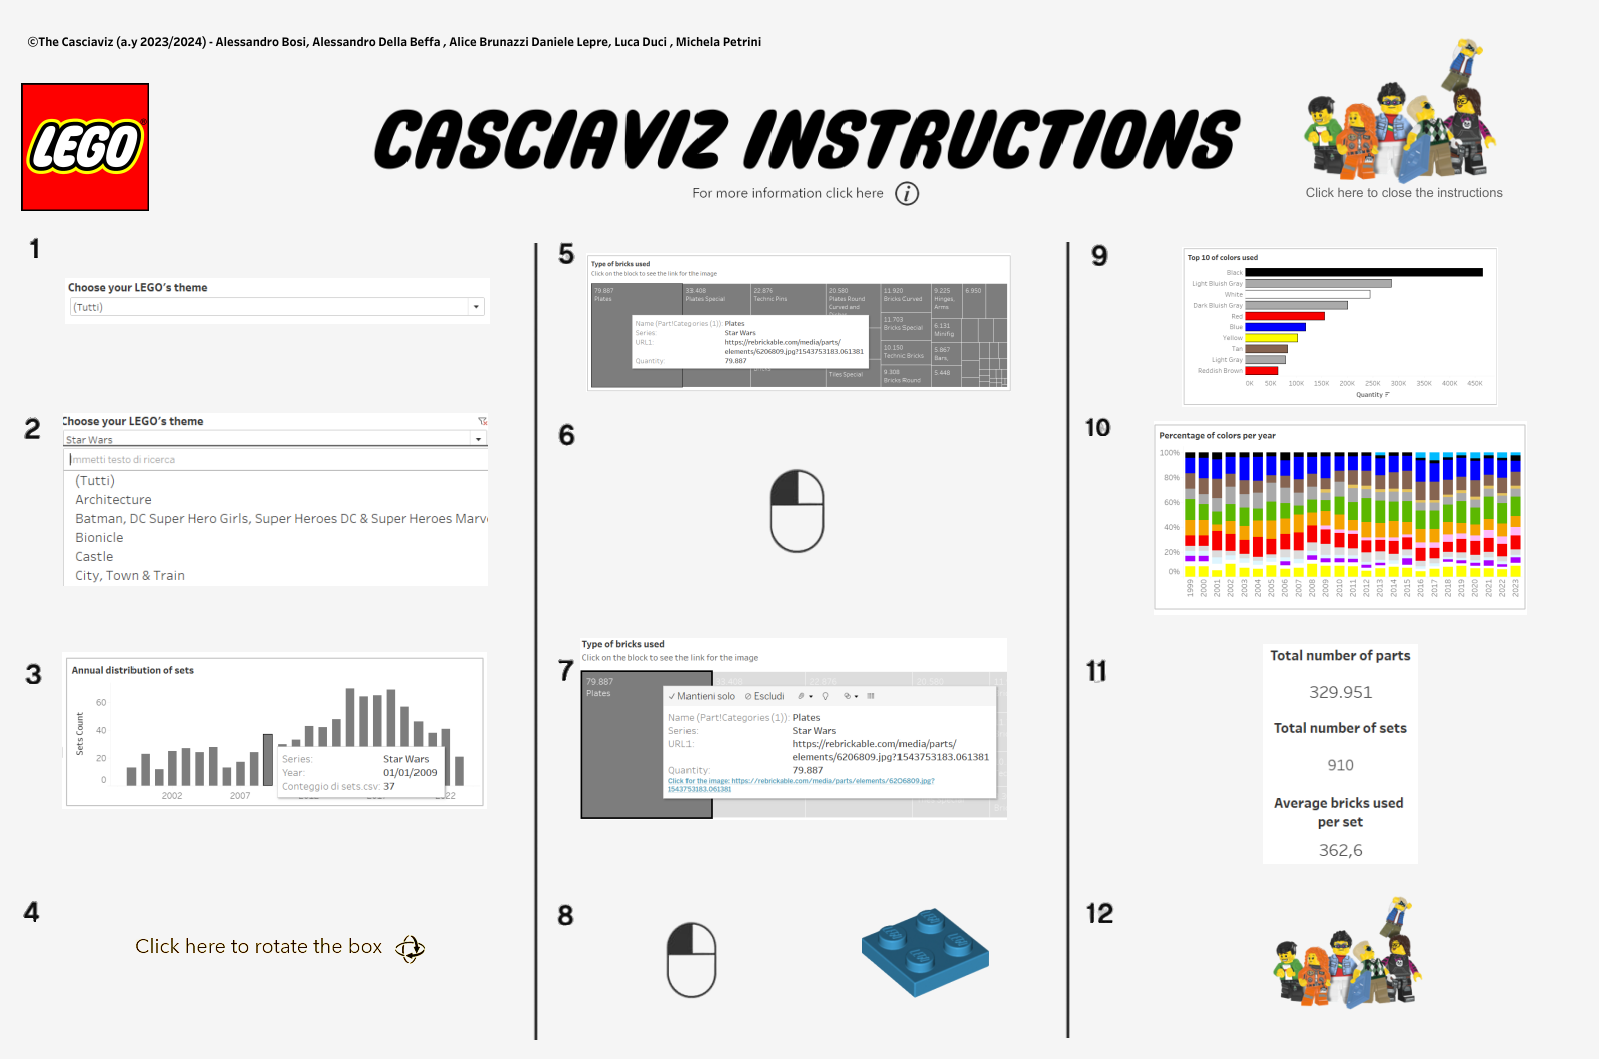 ©The Casciaviz (a.y 2023/2024) - Alessandro Bosi, Alessandro Della Beffa , Alice Brunazzi Daniele Lepre, Luca Duci , Michela Petrini
LEGO
CASCIAVIZ INSTRUCTIONS
For more information click here i
Click here to close the instructions
1
Choose your LEGO's theme
(Tutti)
2
Choose your LEGO's theme
Star Wars
Immetti testo di ricerca
(Tutti)
Architecture
Batman, DC Super Hero Girls, Super Heroes DC & Super Heroes Marv
Bionicle
Castle
City, Town & Train
3
Annual distribution of sets
Sets Count
60
40
20
0
Series: Star Wars
Year: 01/01/2009
Conteggio di sets.csv: 37
2002 2007 2022
4
Click here to rotate the box
5
Type of bricks used
Click on the block to see the link for the image
79.887 33.408 22.876 20.580 11.920 9.225 6.950
Plates Plates Special Technic Pins Plates Round Bricks Curved Hinges,
Curved and Arms
11.703 6.131
Bricks Special Minifig
10.150 5.867
Technic Bricks Bars,
Tiles Special 9.308 5.448
Bricks Round
Name (Part!Categories (1)): Plates
Series: Star Wars
URL1: https://rebrickable.com/media/parts/
elements/6206809.jpg?1543753183.061381
Quantity: 79.887
6
7
Type of bricks used
Click on the block to see the link for the image
79.887 33.408 22.876 20.580
Plates
Mantieni solo Escludi
Name (Part!Categories (1)): Plates
Series: Star Wars
URL1: https://rebrickable.com/media/parts/
elements/6206809.jpg?1543753183.061381
Quantity: 79.887
Click for the image: https://rebrickable.com/media/parts/elements/6206809.jpg?
1543753183.061381
8
9
Top 10 of colors used
Black
Light Bluish Gray
White
Dark Bluish Gray
Red
Blue
Yellow
Tan
Light Gray
Reddish Brown
0K 50K 100K 150K 200K 250K 300K 350K 400K 450K
Quantity
10
Percentage of colors per year
100%
80%
60%
40%
20%
0%
1999 2000 2001 2002 2003 2004 2005 2006 2007 2008 2009 2010 2011 2012 2013 2014 2015 2016 2017 2018 2019 2020 2021 2022 2023
11
Total number of parts
329.951
Total number of sets
910
Average bricks used
per set
362,6
12